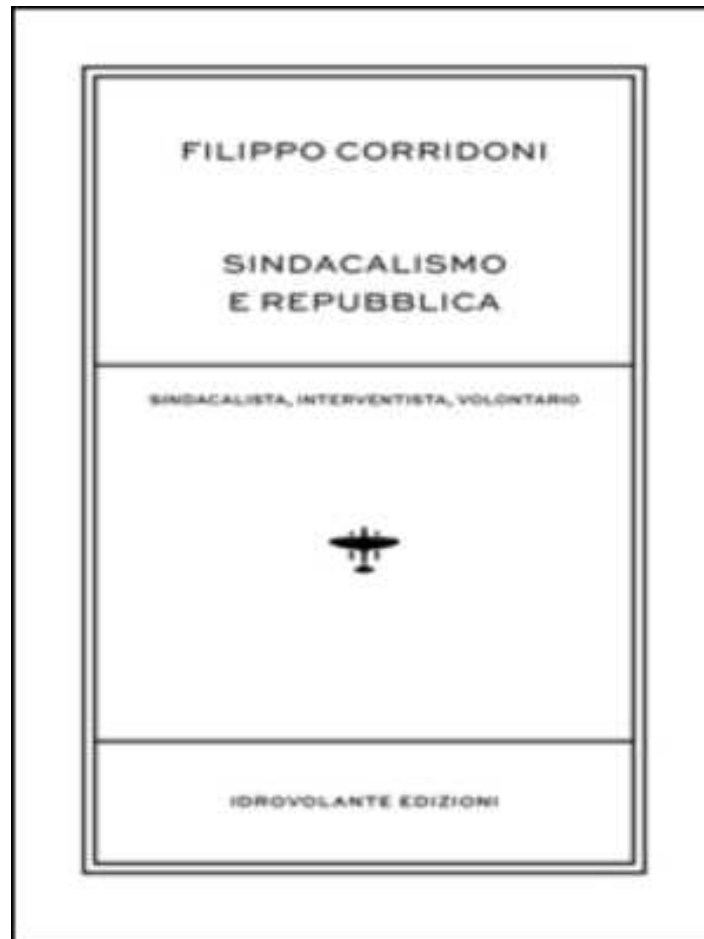 FILIPPO CORRIDONI
SINDACALISMO
E REPUBBLICA
SINDACALISTA, INTERVENTISTA, VOLONTARIO
IDROVOLANTE EDIZIONI